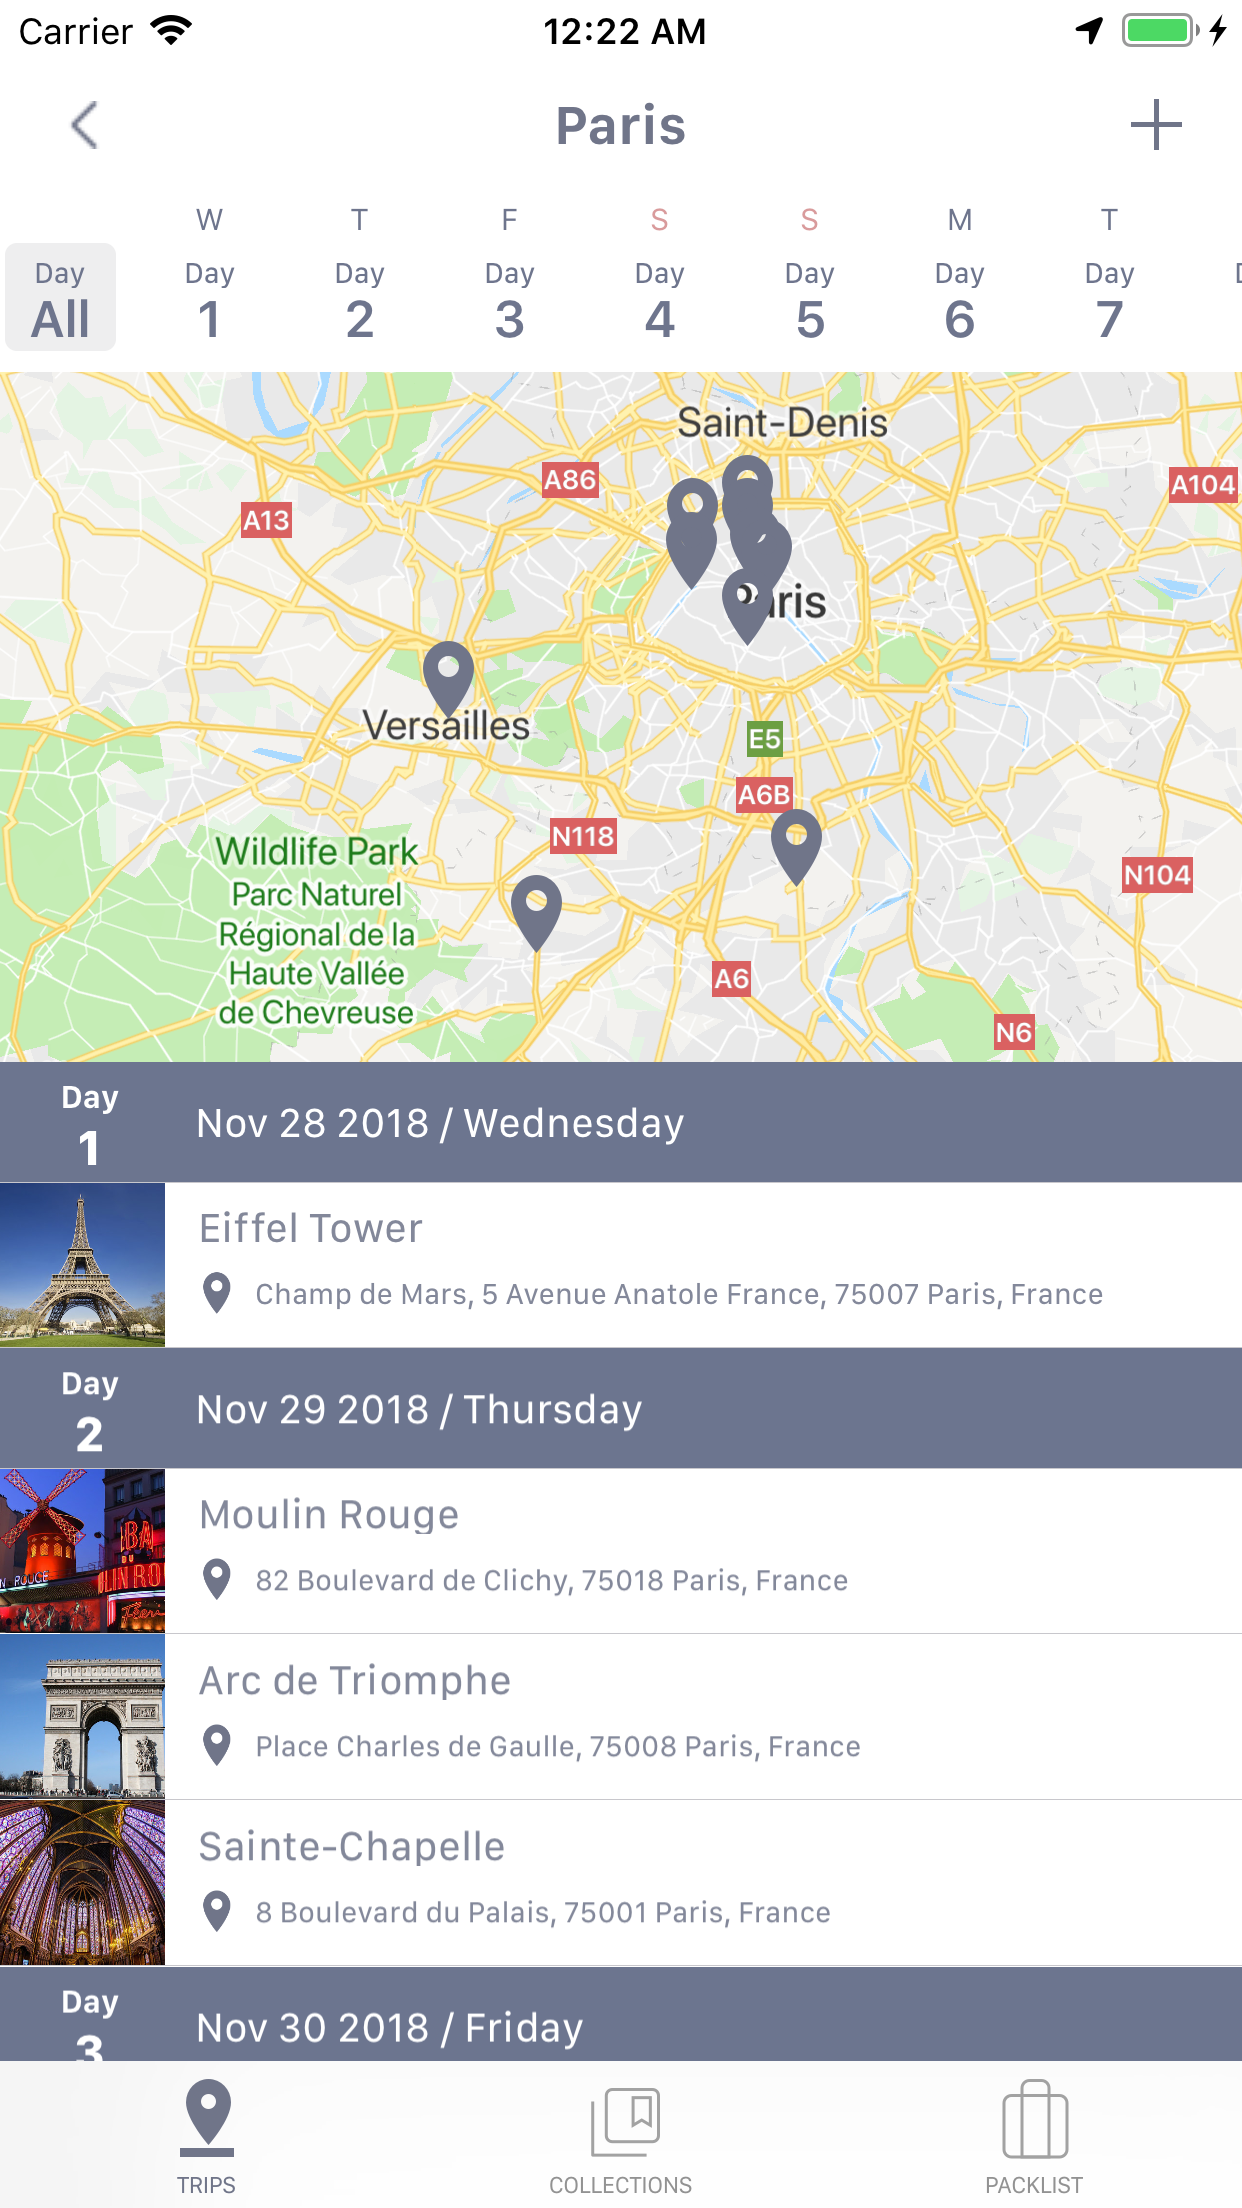 Carrier 12:22 AM
Paris
W T F S S M T
Day Day Day Day Day Day Day Day
All 1 2 3 4 5 6 7
Saint-Denis
A86
A104
A13
Versailles
E5
A6B
N118
Wildlife Park
Parc Naturel
Régional de la
Haute Vallée
de Chevreuse
N104
A6
N6
Day
1
Nov 28 2018 / Wednesday
Eiffel Tower
Champ de Mars, 5 Avenue Anatole France, 75007 Paris, France
Day
2
Nov 29 2018 / Thursday
Moulin Rouge
82 Boulevard de Clichy, 75018 Paris, France
Arc de Triomphe
Place Charles de Gaulle, 75008 Paris, France
Sainte-Chapelle
8 Boulevard du Palais, 75001 Paris, France
Day
3
Nov 30 2018 / Friday
TRIPS COLLECTIONS PACKLIST